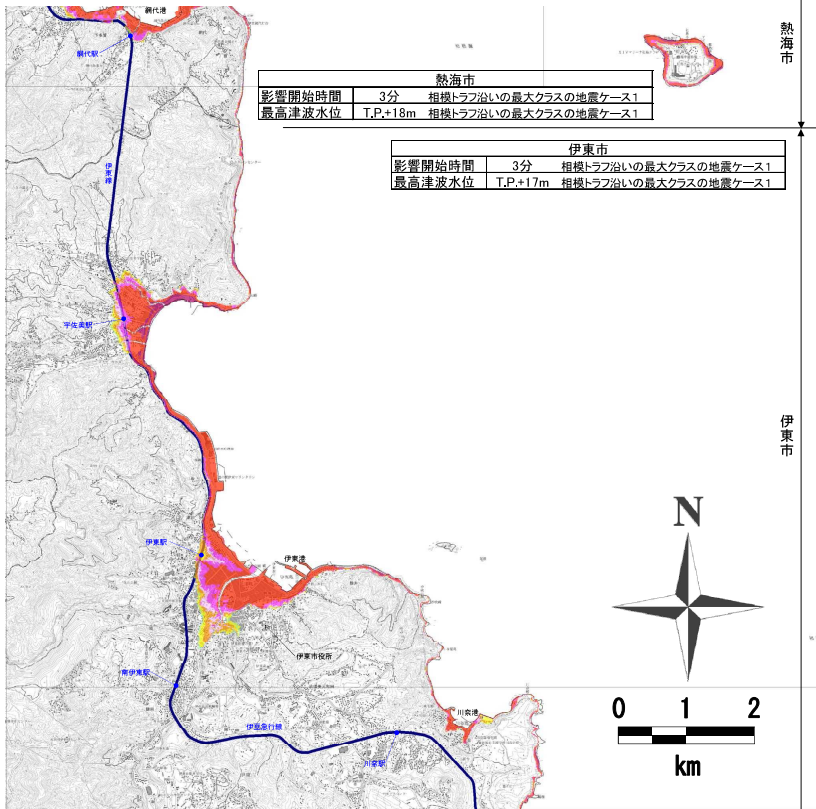 網代港
網代駅
初島
熱海市
熱海市
影響開始時間 3分 相模トラフ沿いの最大クラスの地震ケース1
最高津波水位 T.P.+18m 相模トラフ沿いの最大クラスの地震ケース1
伊東市
影響開始時間 3分 相模トラフ沿いの最大クラスの地震ケース1
最高津波水位 T.P.+17m 相模トラフ沿いの最大クラスの地震ケース1
伊東線
宇佐美駅
伊東市
N
伊東駅
伊東港
伊東市役所
南伊東駅
伊豆急行線
川奈港
川奈駅
0 1 2
km